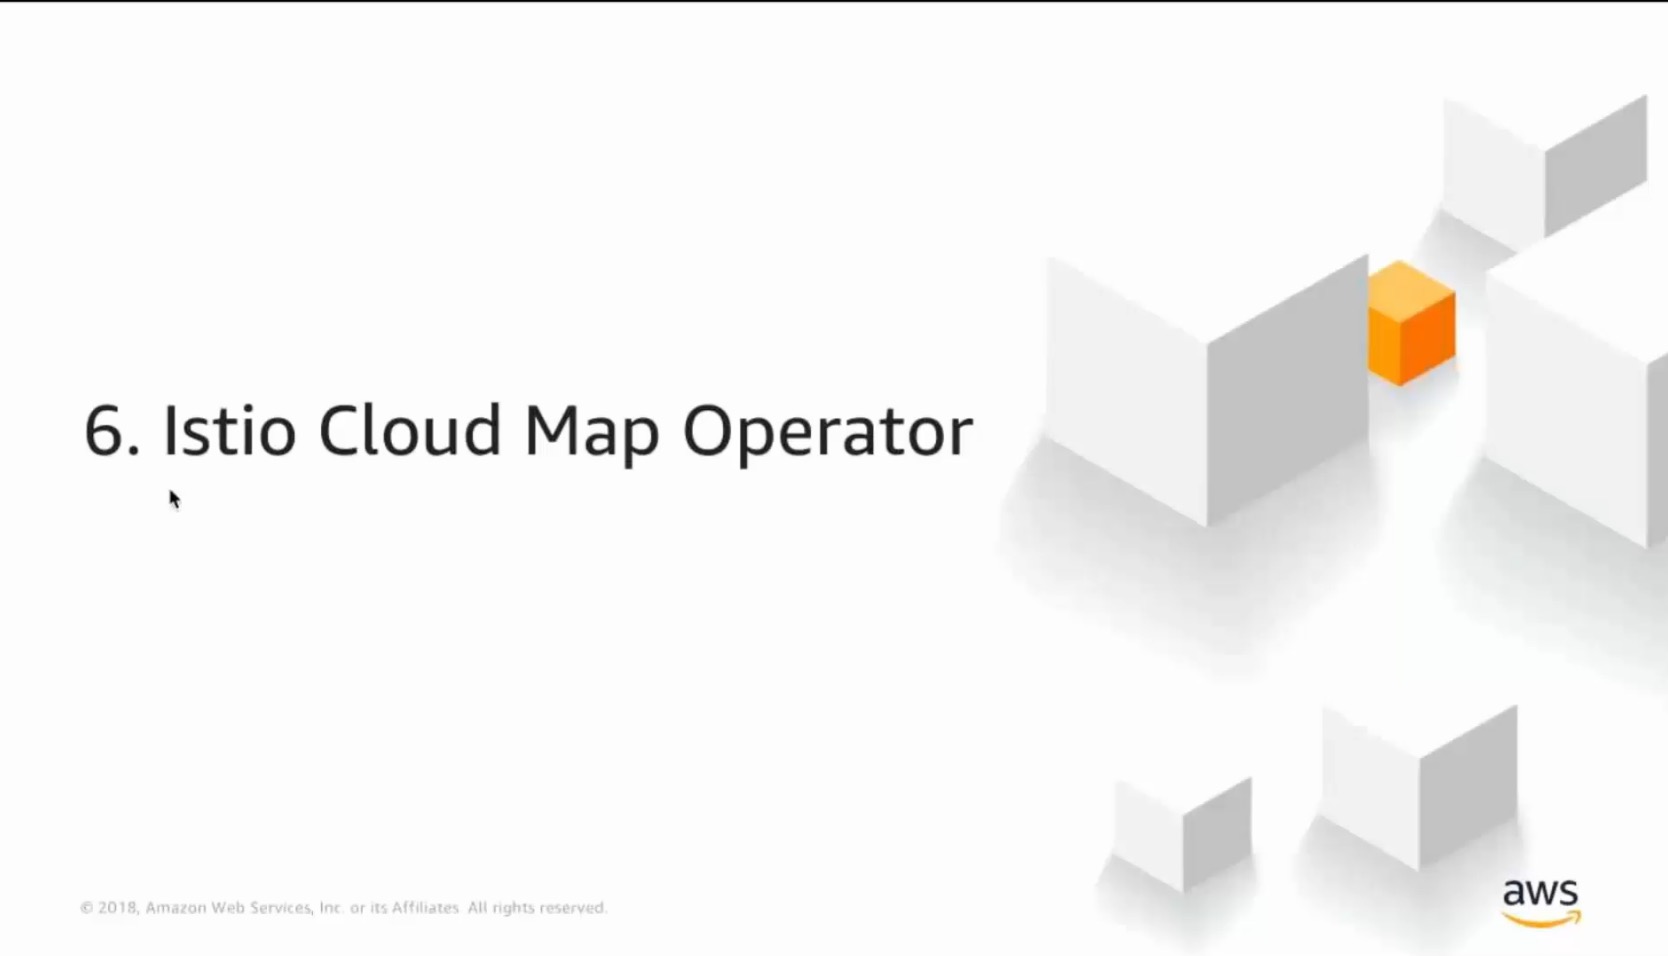 6. Istio Cloud Map Operator
© 2018, Amazon Web Services, Inc. or its Affiliates. All rights reserved.
aws